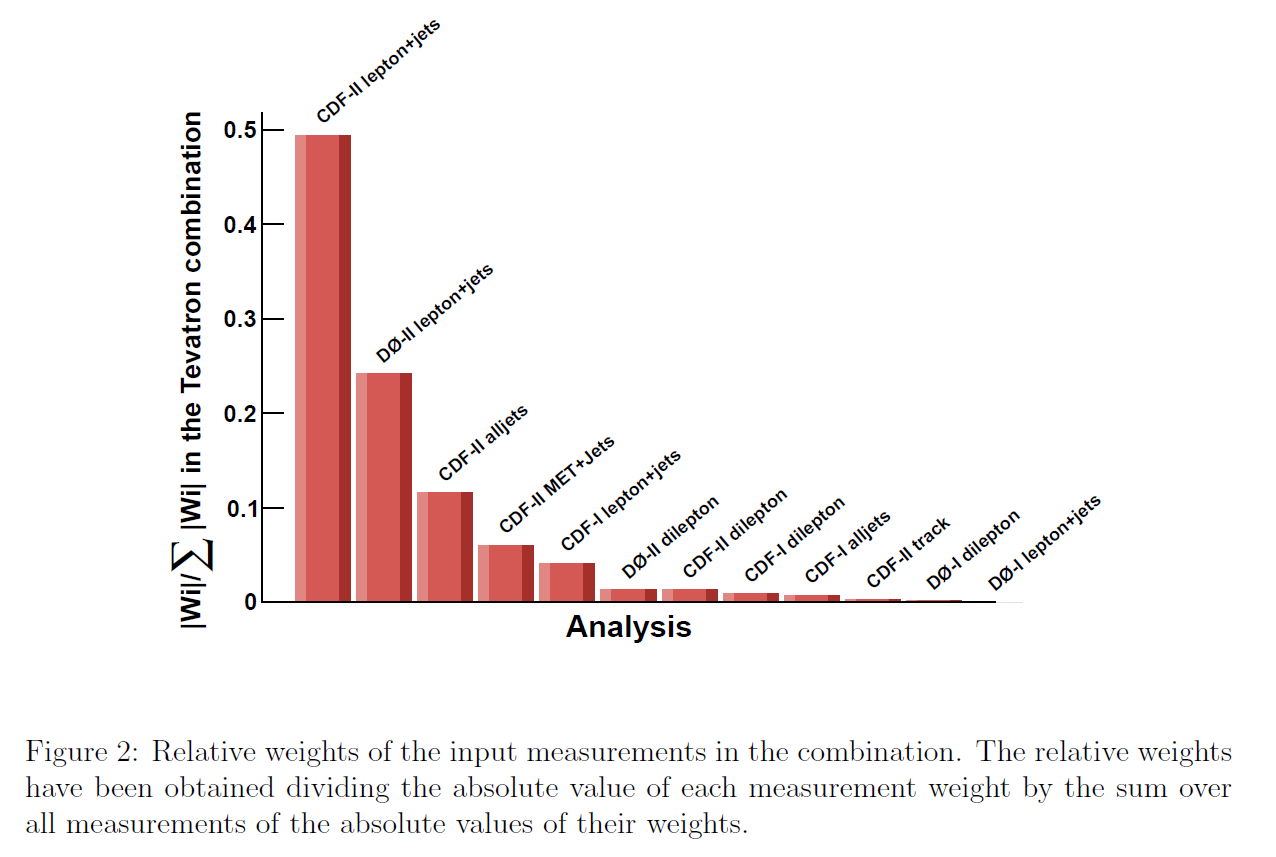 CDF-II lepton+jets
DØ-II lepton+jets
CDF-II alljets
CDF-II MET+Jets
CDF-I lepton+jets
DØ-II dilepton
CDF-II dilepton
CDF-I dilepton
CDF-I alljets
CDF-II track
DØ-I dilepton
DØ-I lepton+jets
|Wi|/∑ |Wi| in the Tevatron combination
0.5
0.4
0.3
0.2
0.1
0
Analysis
Figure 2: Relative weights of the input measurements in the combination. The relative weights
have been obtained dividing the absolute value of each measurement weight by the sum over
all measurements of the absolute values of their weights.